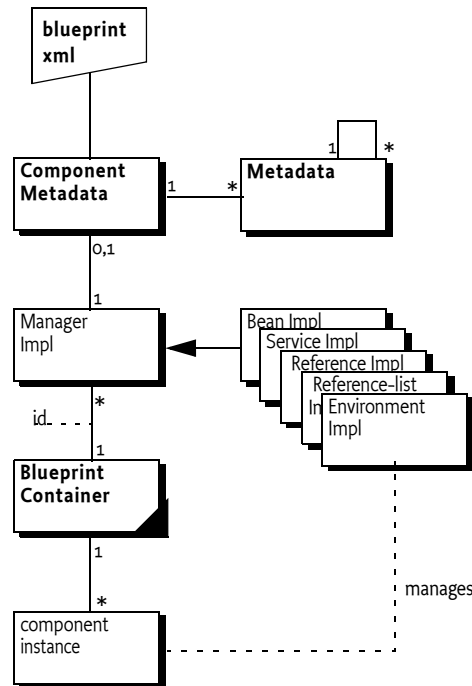 blueprint
xml
Component
Metadata
1
*
Metadata
1
*
0,1
1
Manager
Impl
Bean Impl
Service Impl
Reference Impl
Reference-list
Environment
Impl
*
id
1
Blueprint
Container
1
manages
*
component
instance